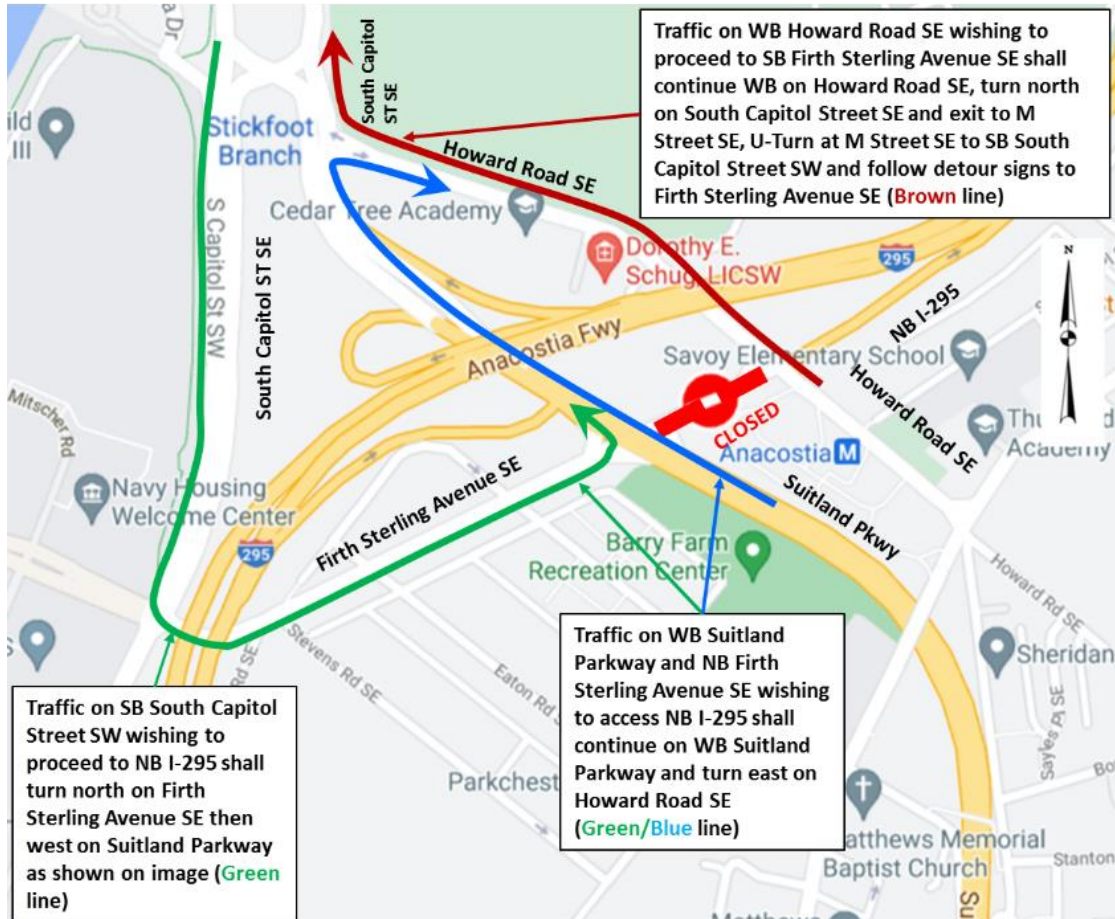 Traffic on WB Howard Road SE wishing to
proceed to SB Firth Sterling Avenue SE shall
continue WB on Howard Road SE, turn north
on South Capitol Street SE and exit to M
Street SE, U-Turn at M Street SE to SB South
Capitol Street SW and follow detour signs to
Firth Sterling Avenue SE (Brown line)
South Capitol
ST SE
Stickfoot
Branch
Howard Road SE
Cedar Tree Academy
Dorothy E.
Schug, LICSW
295
N
NB I-295
S Capitol St SW
South Capitol ST SE
Anacostia Fwy
Savoy Elementary School
Howard Road SE
CLOSED
Academy
Mitscher Rd
Anacostia M
Suitland Pkwy
Navy Housing
Welcome Center
Firth Sterling Avenue SE
295
Barry Farm
Recreation Center
Howard Rd SE
Stevens Rd SE
Rd SE
Eaton Rd
Sheridan
Sayles Pl SE
Traffic on WB Suitland
Parkway and NB Firth
Sterling Avenue SE wishing
to access NB I-295 shall
continue on WB Suitland
Parkway and turn east on
Howard Road SE
(Green/Blue line)
Traffic on SB South Capitol
Street SW wishing to
proceed to NB I-295 shall
turn north on Firth
Sterling Avenue SE then
west on Suitland Parkway
as shown on image (Green
line)
Parkchest
atthews Memorial
Baptist Church
Stanton
Su